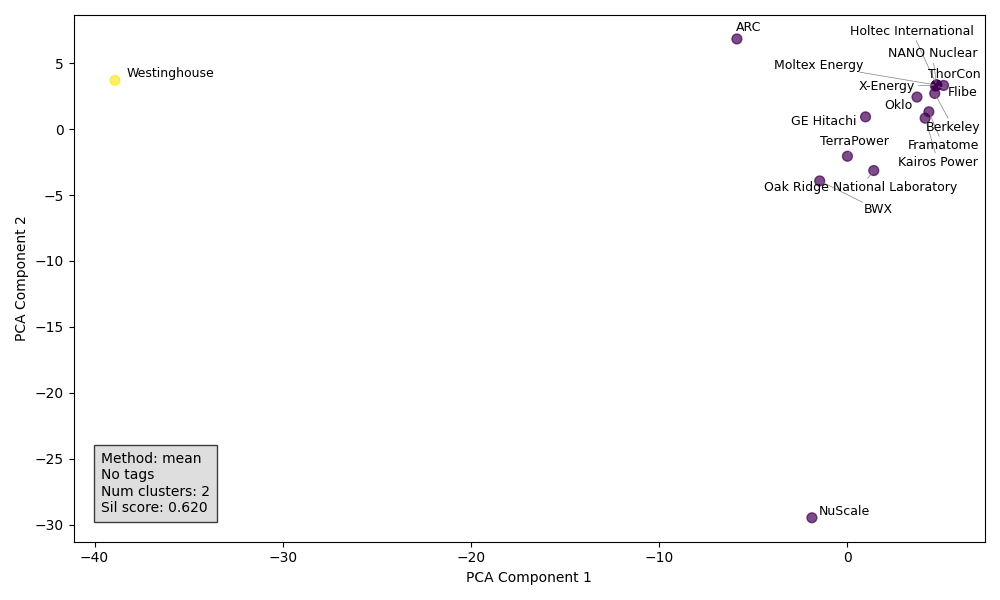 Holtec International
ARC
NANO Nuclear
Moltex Energy
ThorCon
Westinghouse
X-Energy
Flibe
Oklo
GE Hitachi
Berkeley
TerraPower
Framatome
Kairos Power
Oak Ridge National Laboratory
BWX
NuScale
5
0
−5
−10
−15
−20
−25
−30
PCA Component 2
Method: mean
No tags
Num clusters: 2
Sil score: 0.620
−40
−30
−20
−10
0
PCA Component 1